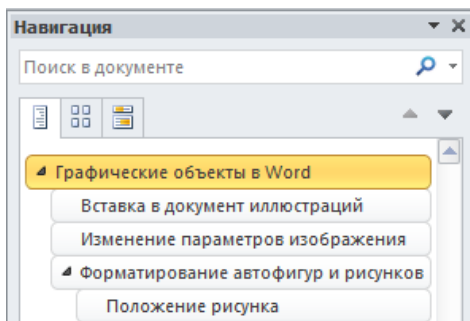 Навигация
Поиск в документе
Графические объекты в Word
Вставка в документ иллюстраций
Изменение параметров изображения
Форматирование автофигур и рисунков
Положение рисунка